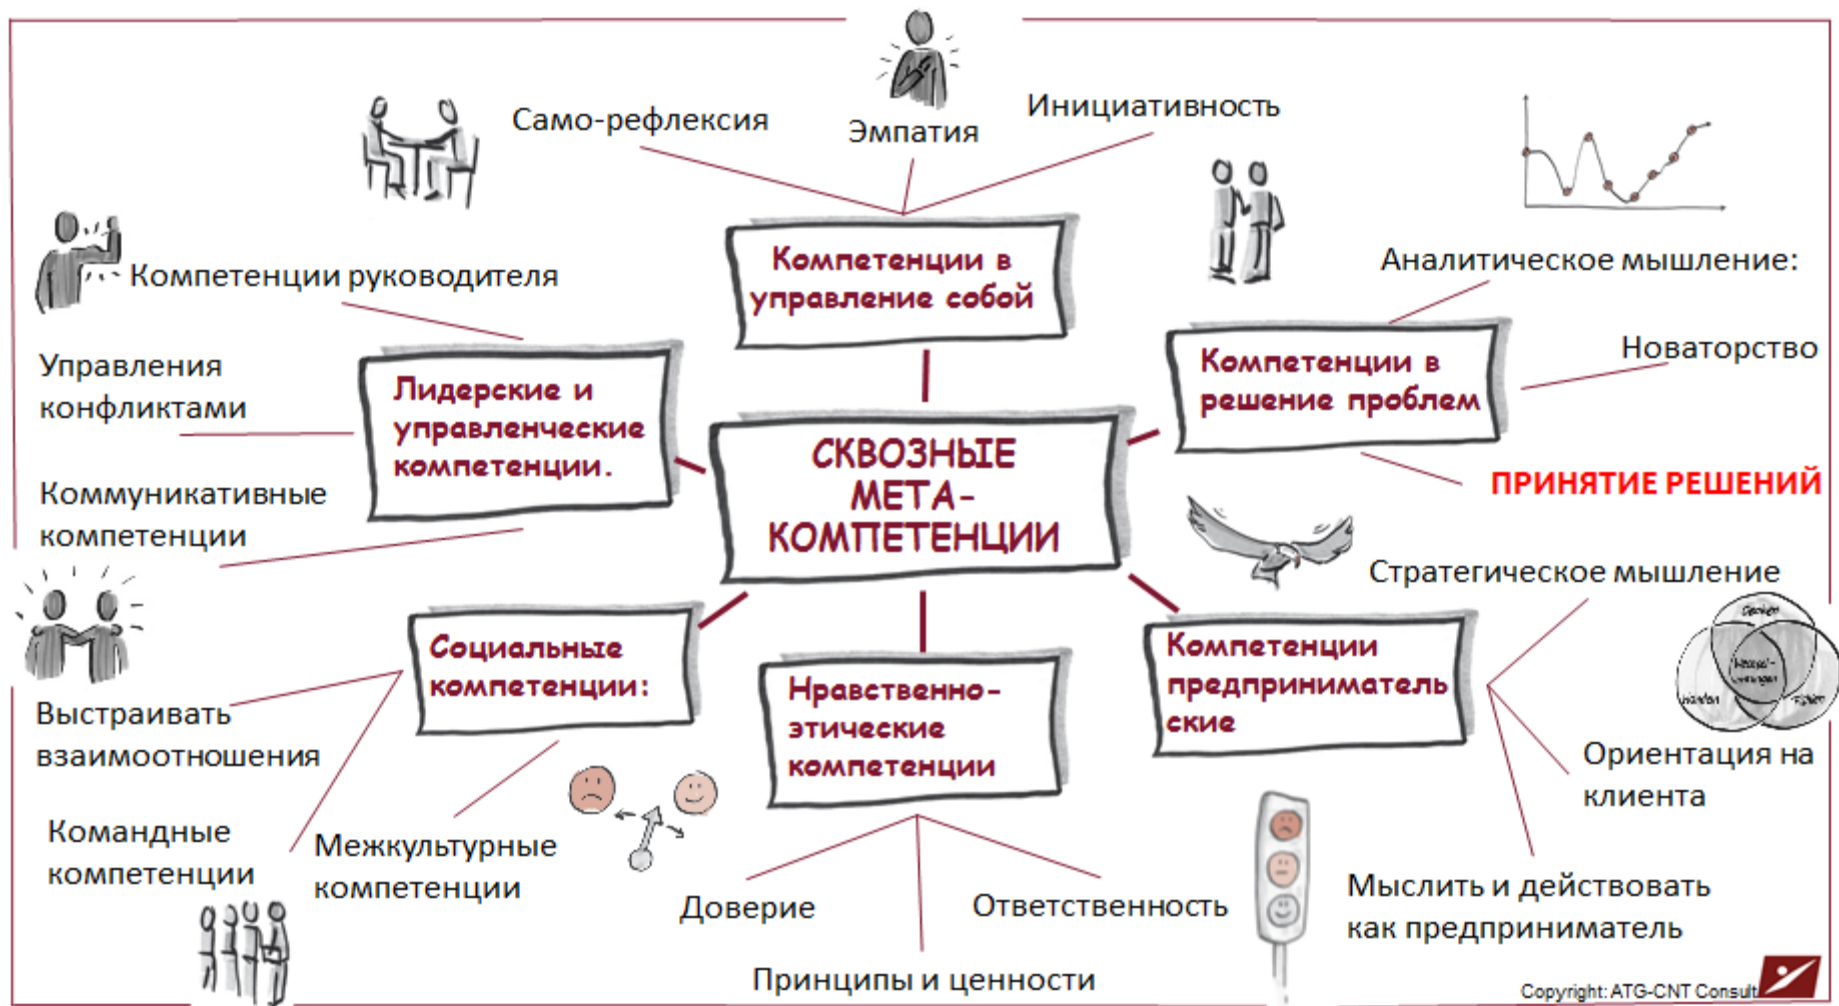 Само-рефлексия
Эмпатия
Инициативность
Компетенции в
управление собой
Компетенции руководителя
Управления
конфликтами
Коммуникативные
компетенции
Лидерские и
управленческие
компетенции.
СКВОЗНЫЕ
МЕТА-
КОМПЕТЕНЦИИ
Аналитическое мышление:
Новаторство
Компетенции в
решение проблем
ПРИНЯТИЕ РЕШЕНИЙ
Стратегическое мышление
Компетенции
предприниматель
ские
Ориентация на
клиента
Мыслить и действовать
как предприниматель
Социальные
компетенции:
Выстраивать
взаимоотношения
Командные
компетенции
Межкультурные
компетенции
Нравственно-
этические
компетенции
Доверие
Ответственность
Принципы и ценности
Copyright: ATG-CNT Consult